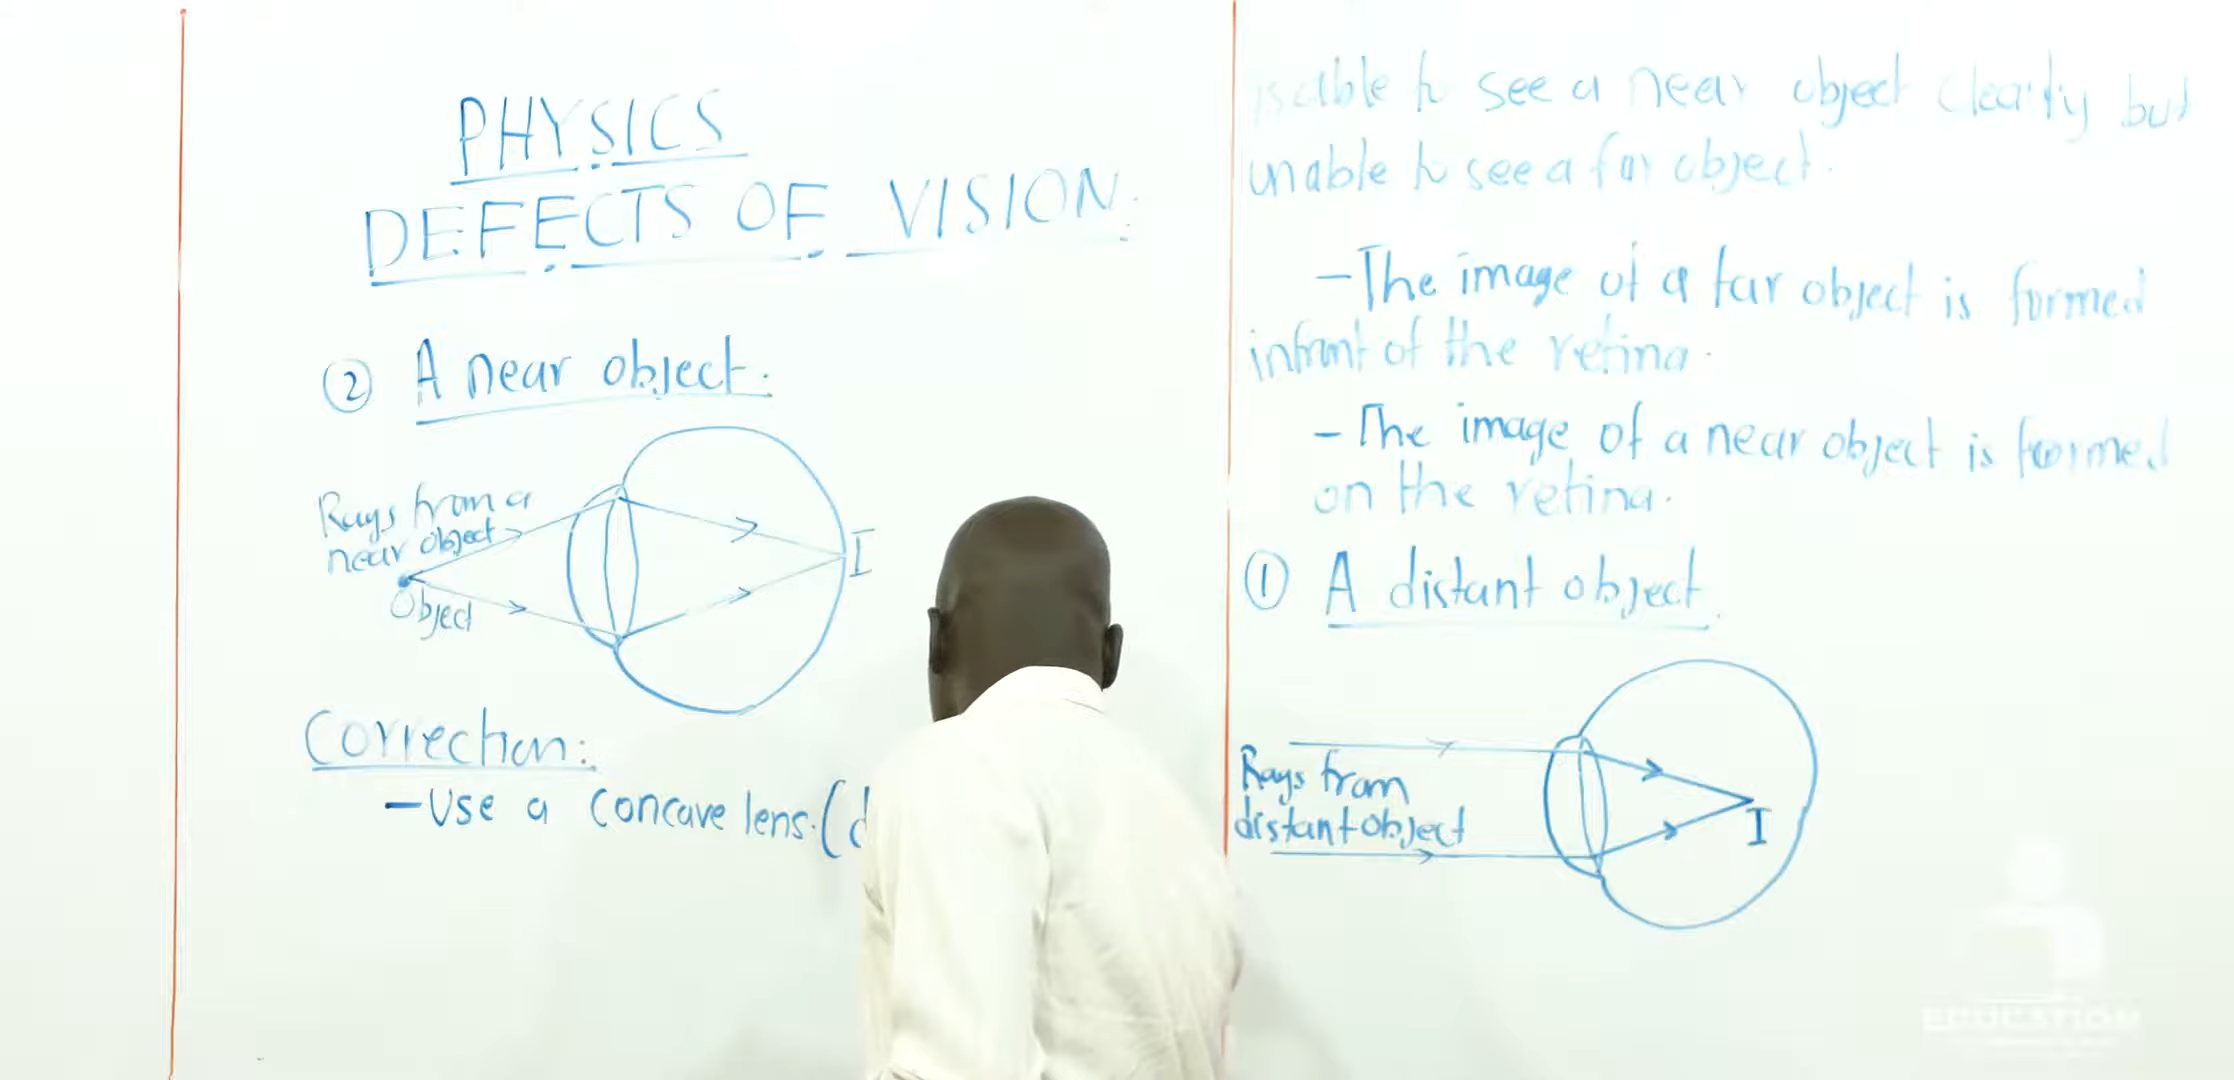 PHYSICS
DEFECTS OF VISION.
② A near object.
Rays from a
near object
Object
I
Correction:
-Use a concave lens.(d
isable to see a near object clearly but
unable to see a far object.
-The image of a far object is formed
infront of the retina.
-The image of a near object is formed
on the retina.
① A distant object.
Rays from
distant object
I
EDUCATION